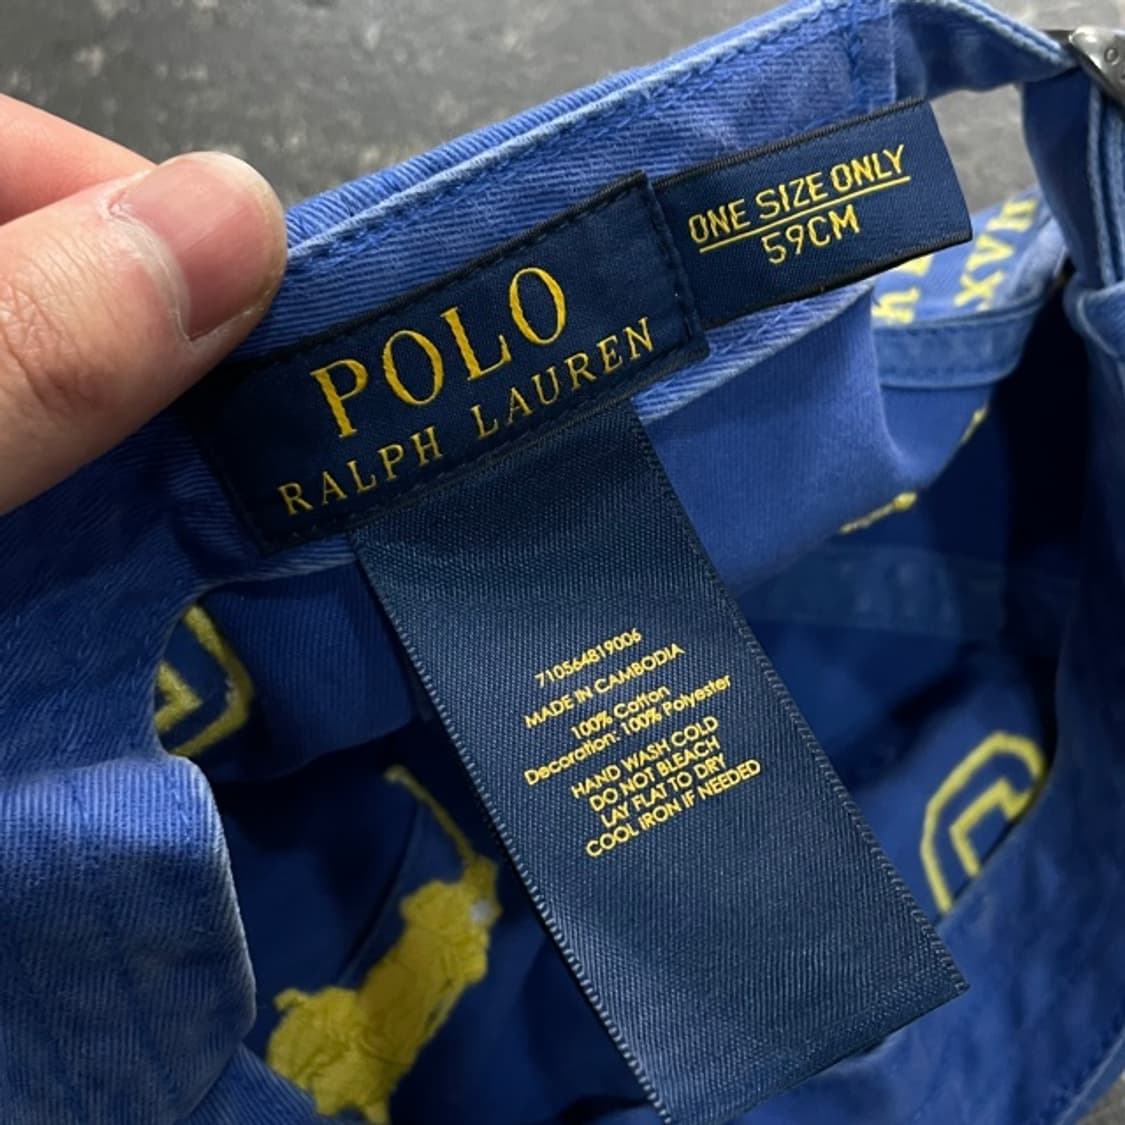 ONE SIZE ONLY
59CM
POLO
RALPH LAUREN
710564819006
MADE IN CAMBODIA
100% Cotton
Decoration: 100% Polyester
HAND WASH COLD
DO NOT BLEACH
LAY FLAT TO DRY
COOL IRON IF NEEDED